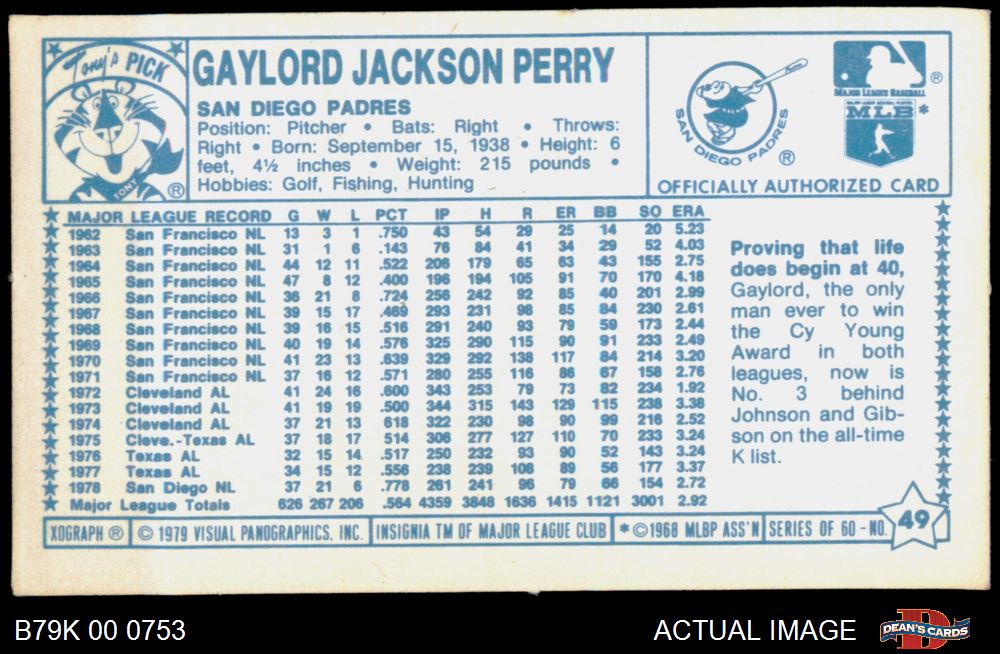 Tony's PICK
TONY
®
GAYLORD JACKSON PERRY
SAN DIEGO PADRES
Position: Pitcher • Bats: Right • Throws:
Right • Born: September 15, 1938 • Height: 6
feet, 4½ inches • Weight: 215 pounds •
Hobbies: Golf, Fishing, Hunting
SAN DIEGO PADRES
®
MAJOR LEAGUE BASEBALL
®
MAJOR LEAGUE BASEBALL PLAYERS
MLB*
OFFICIALLY AUTHORIZED CARD
MAJOR LEAGUE RECORD G W L PCT IP H R ER BB SO ERA
1962 San Francisco NL 13 3 1 .750 43 54 29 25 14 20 5.23
1963 San Francisco NL 31 1 6 .143 76 84 41 34 29 52 4.03
1964 San Francisco NL 44 12 11 .522 206 179 65 63 43 155 2.75
1965 San Francisco NL 47 8 12 .400 196 194 105 91 70 170 4.18
1966 San Francisco NL 36 21 8 .724 256 242 92 85 40 201 2.99
1967 San Francisco NL 39 15 17 .469 293 231 98 85 84 230 2.61
1968 San Francisco NL 39 16 15 .516 291 240 93 79 59 173 2.44
1969 San Francisco NL 40 19 14 .576 325 290 115 90 91 233 2.49
1970 San Francisco NL 41 23 13 .639 329 292 138 117 84 214 3.20
1971 San Francisco NL 37 16 12 .571 280 255 116 86 67 158 2.76
1972 Cleveland AL 41 24 16 .600 343 253 79 73 82 234 1.92
1973 Cleveland AL 41 19 19 .500 344 315 143 129 115 238 3.38
1974 Cleveland AL 37 21 13 618 322 230 98 90 99 216 2.52
1975 Cleve.-Texas AL 37 18 17 514 306 277 127 110 70 233 3.24
1976 Texas AL 32 15 14 .517 250 232 93 90 52 143 3.24
1977 Texas AL 34 15 12 .556 238 239 108 89 56 177 3.37
1978 San Diego NL 37 21 6 .778 261 241 96 79 66 154 2.72
Major League Totals 626 267 206 .564 4359 3848 1636 1415 1121 3001 2.92
Proving that life
does begin at 40,
Gaylord, the only
man ever to win
the Cy Young
Award in both
leagues, now is
No. 3 behind
Johnson and Gib-
son on the all-time
K list.
XOGRAPH ® © 1979 VISUAL PANOGRAPHICS, INC. INSIGNIA TM OF MAJOR LEAGUE CLUB *©1968 MLBP ASS'N SERIES OF 60 - NO. 49
B79K 00 0753
ACTUAL IMAGE
D
DEAN'S CARDS